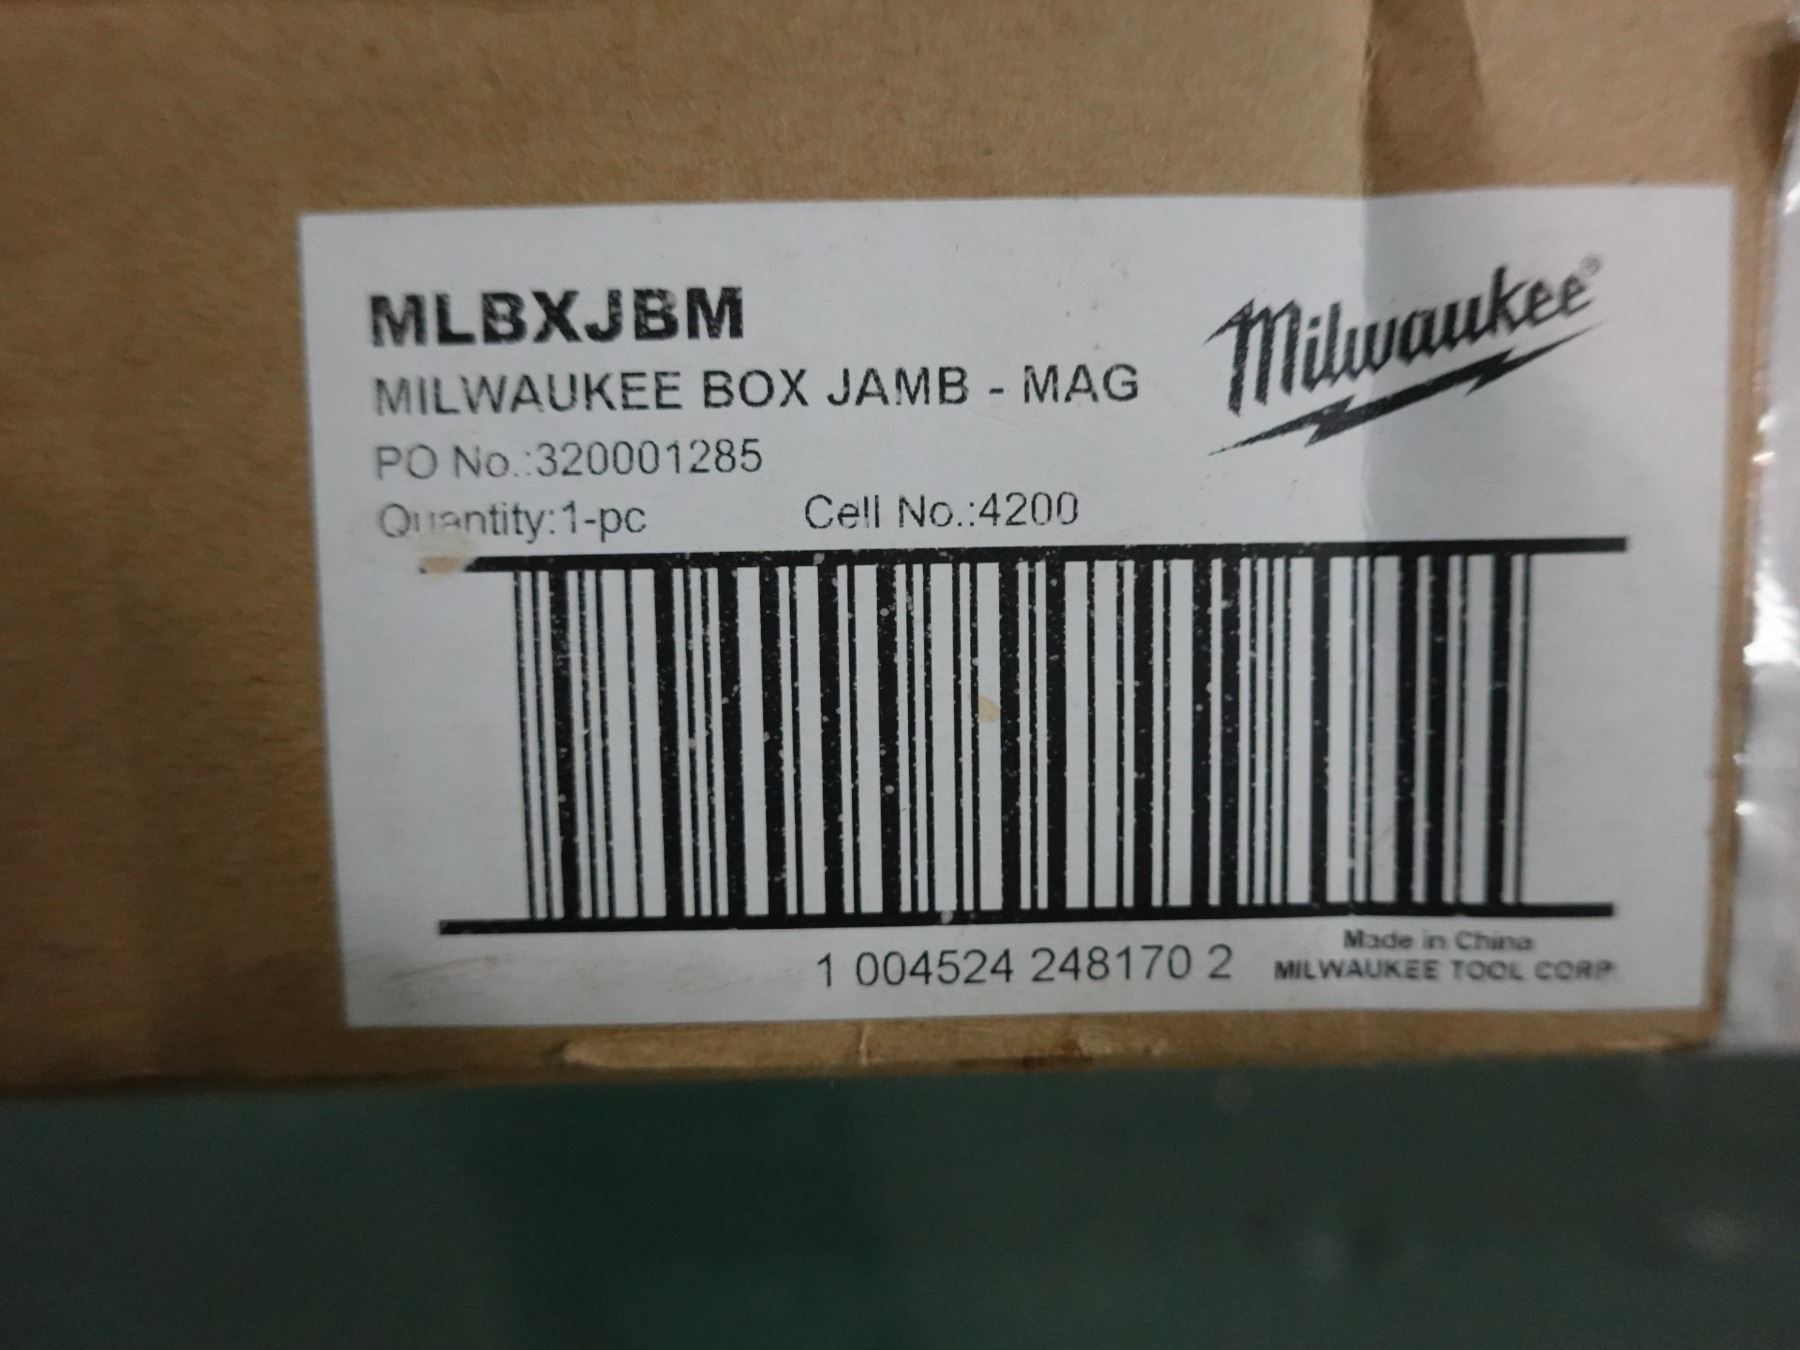 MLBXJBM
Milwaukee®
MILWAUKEE BOX JAMB - MAG
PO No.:320001285
Quantity:1-pc Cell No.:4200
1 004524 248170 2
Made in China
MILWAUKEE TOOL CORP.